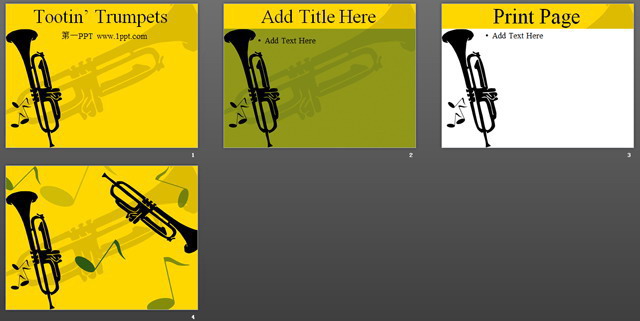 Tootin' Trumpets
第一PPT www.1ppt.com
1
Add Title Here
• Add Text Here
2
Print Page
• Add Text Here
3
4